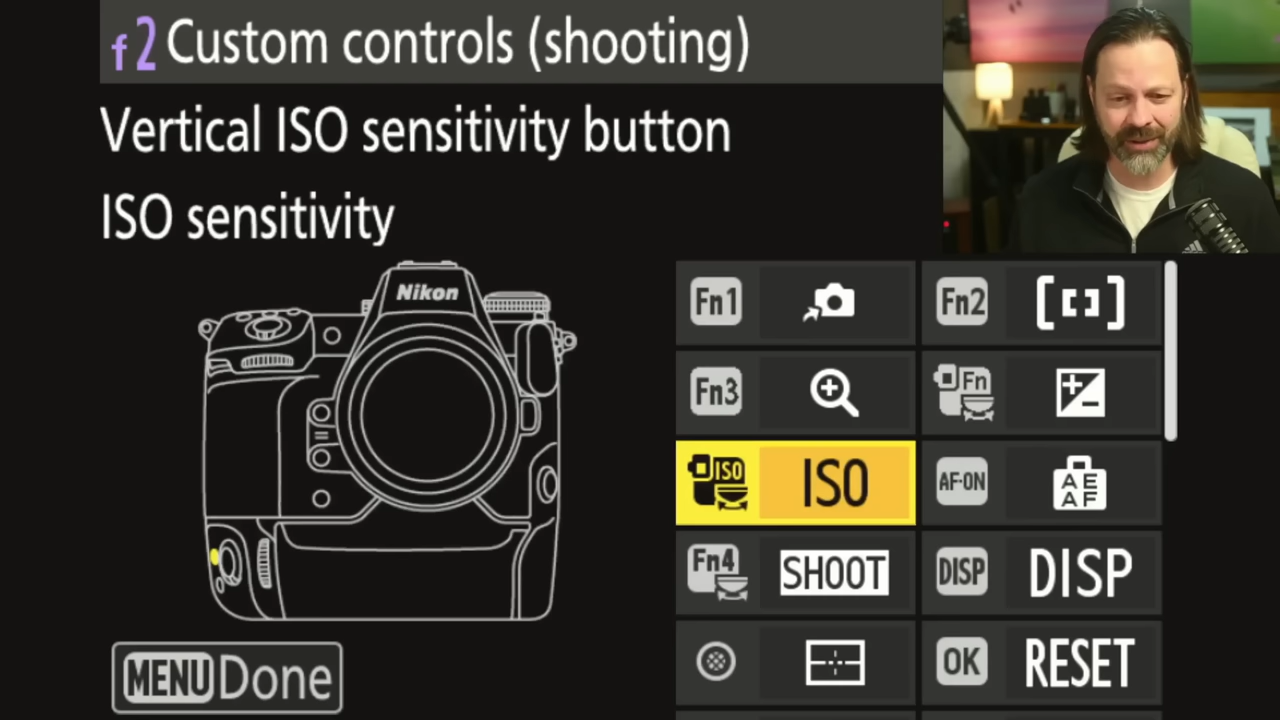 f2 Custom controls (shooting)
Vertical ISO sensitivity button
ISO sensitivity
Nikon
Fn1
Fn2
Fn3
Fn
ISO ISO
AF-ON AE AF
Fn4 SHOOT
DISP DISP
OK RESET
MENU Done